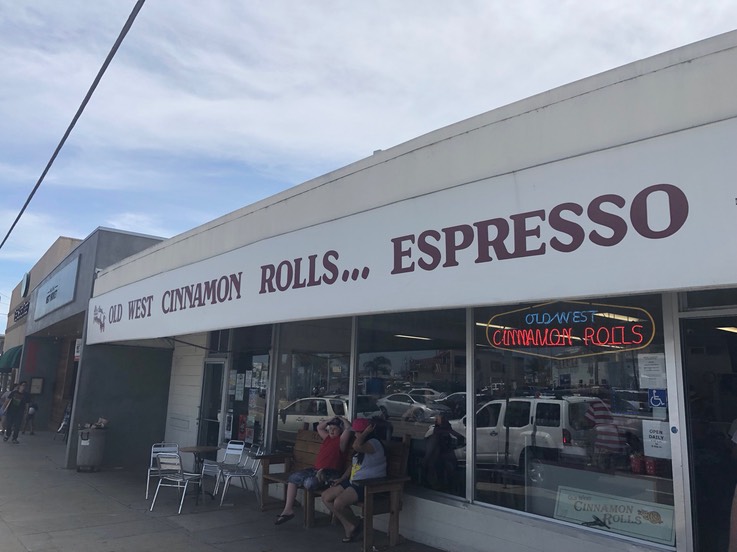 OLD WEST CINNAMON ROLLS... ESPRESSO
OLD WEST
CINNAMON ROLLS
OPEN
DAILY
CINNAMON
ROLLS